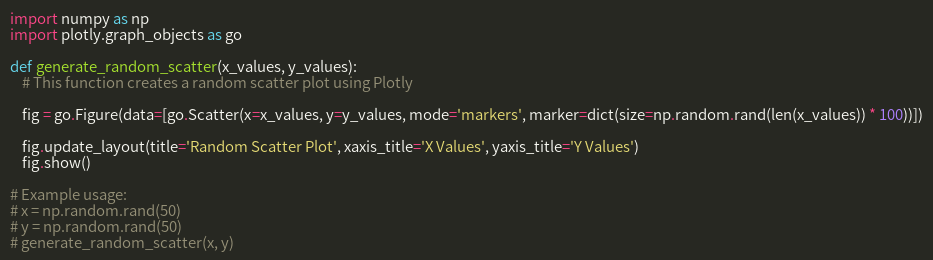 import numpy as np
import plotly.graph_objects as go

def generate_random_scatter(x_values, y_values):
    # This function creates a random scatter plot using Plotly

    fig = go.Figure(data=[go.Scatter(x=x_values, y=y_values, mode='markers', marker=dict(size=np.random.rand(len(x_values)) * 100))])

    fig.update_layout(title='Random Scatter Plot', xaxis_title='X Values', yaxis_title='Y Values')
    fig.show()

# Example usage:
# x = np.random.rand(50)
# y = np.random.rand(50)
# generate_random_scatter(x, y)